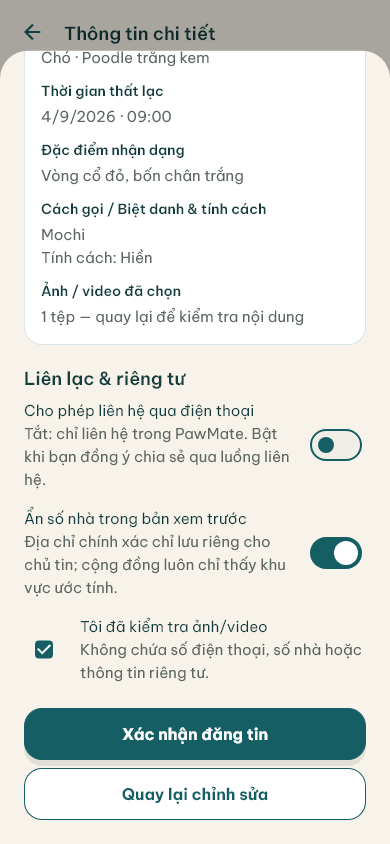 Thông tin chi tiết
Chó · Poodle trắng kem
Thời gian thất lạc
4/9/2026 · 09:00
Đặc điểm nhận dạng
Vòng cổ đỏ, bốn chân trắng
Cách gọi / Biệt danh & tính cách
Mochi
Tính cách: Hiền
Ảnh / video đã chọn
1 tệp — quay lại để kiểm tra nội dung
Liên lạc & riêng tư
Cho phép liên hệ qua điện thoại
Tắt: chỉ liên hệ trong PawMate. Bật
khi bạn đồng ý chia sẻ qua luồng liên
hệ.
Ẩn số nhà trong bản xem trước
Địa chỉ chính xác chỉ lưu riêng cho
chủ tin; cộng đồng luôn chỉ thấy khu
vực ước tính.
Tôi đã kiểm tra ảnh/video
Không chứa số điện thoại, số nhà hoặc
thông tin riêng tư.
Xác nhận đăng tin
Quay lại chỉnh sửa